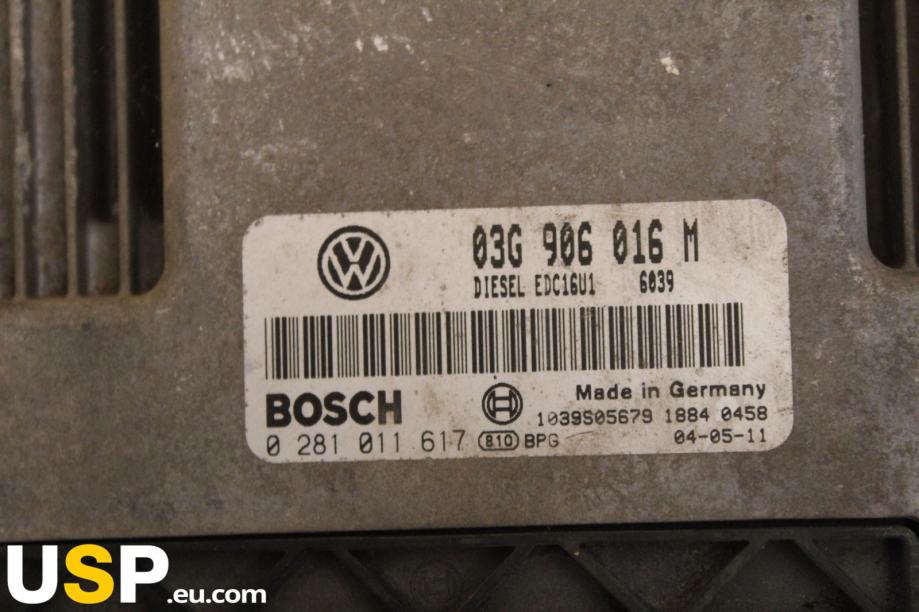 03G 906 016 M
DIESEL EDC16U1 6039
BOSCH
Made in Germany
1039S05679 1884 0458
0 281 011 617 810 BPG 04-05-11
USP.eu.com